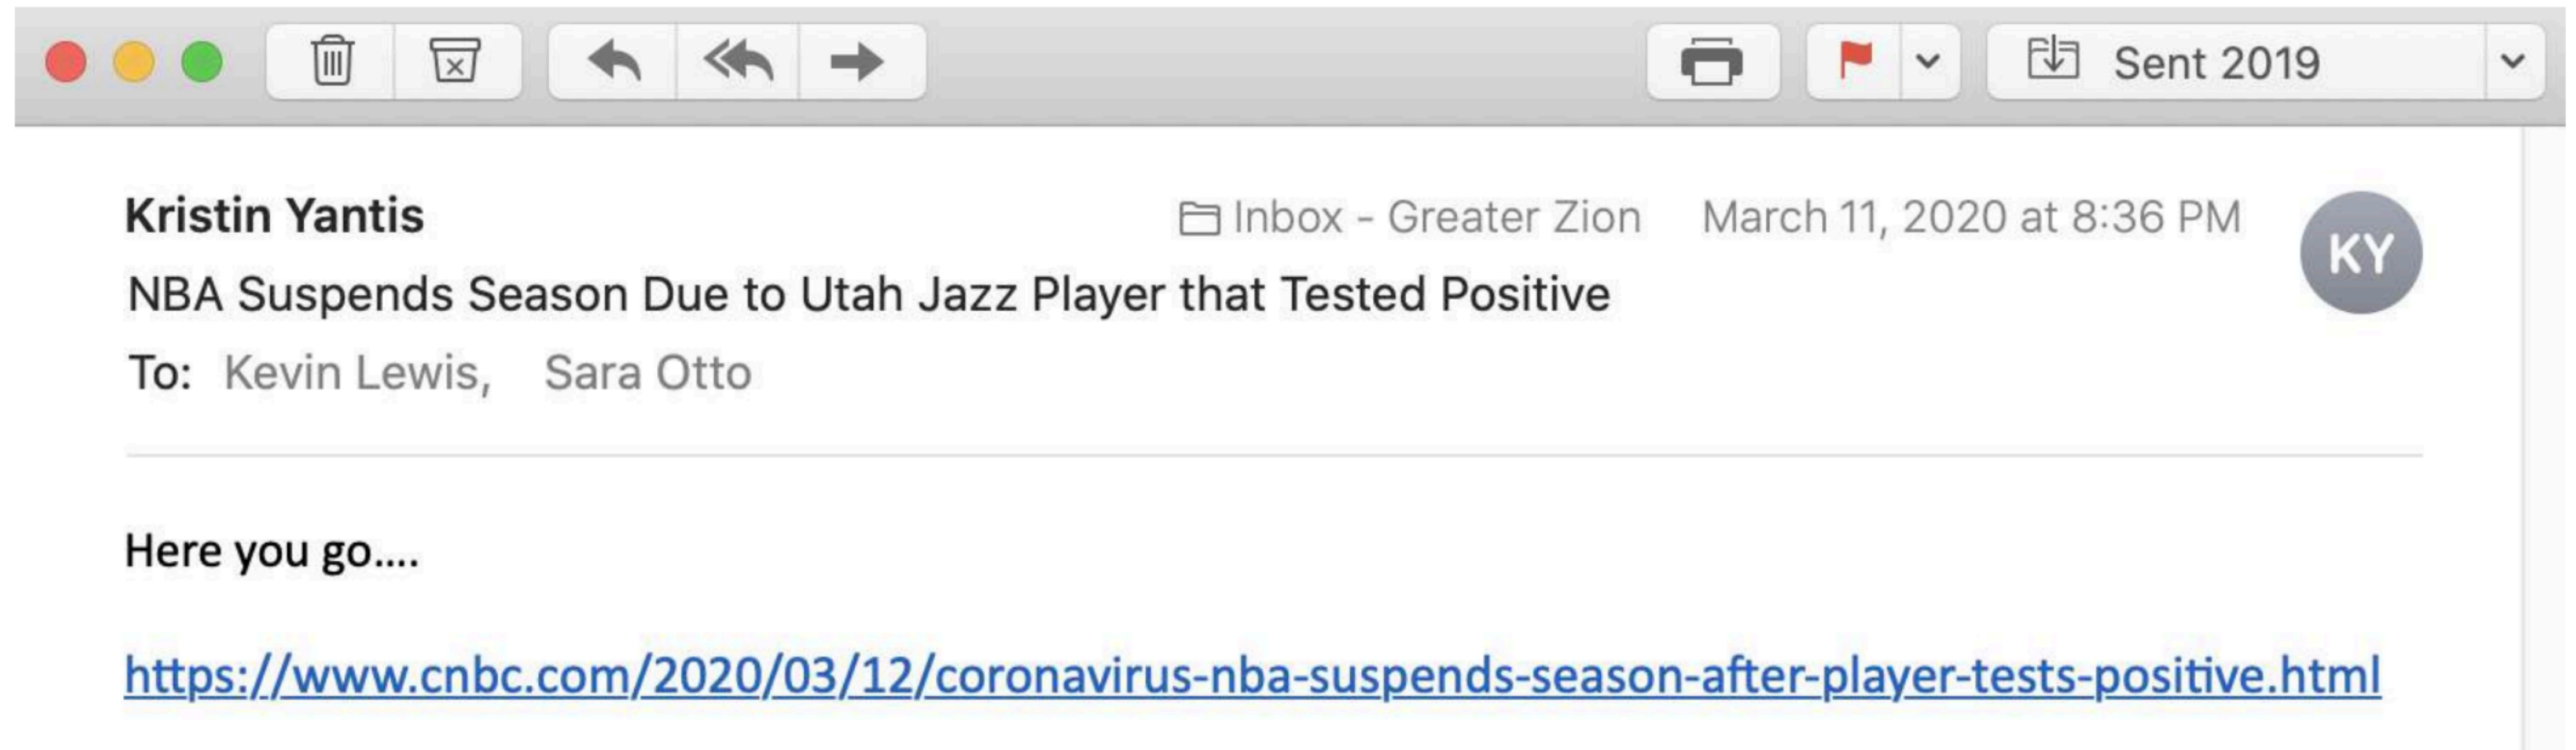 Sent 2019
Kristin Yantis Inbox - Greater Zion March 11, 2020 at 8:36 PM
KY
NBA Suspends Season Due to Utah Jazz Player that Tested Positive
To: Kevin Lewis, Sara Otto
Here you go....
https://www.cnbc.com/2020/03/12/coronavirus-nba-suspends-season-after-player-tests-positive.html